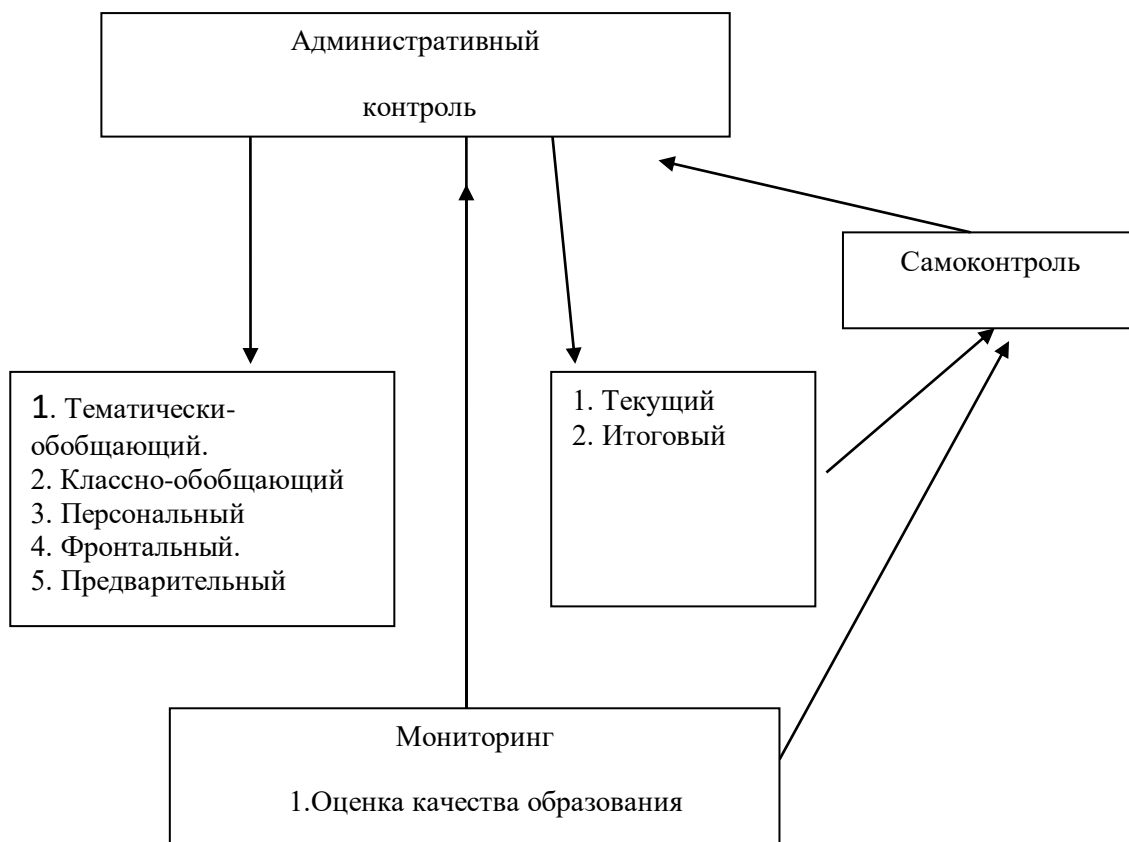 Административный
контроль
Самоконтроль
1. Тематически-
обобщающий.
2. Классно-обобщающий
3. Персональный
4. Фронтальный.
5. Предварительный
1. Текущий
2. Итоговый
Мониторинг
1.Оценка качества образования